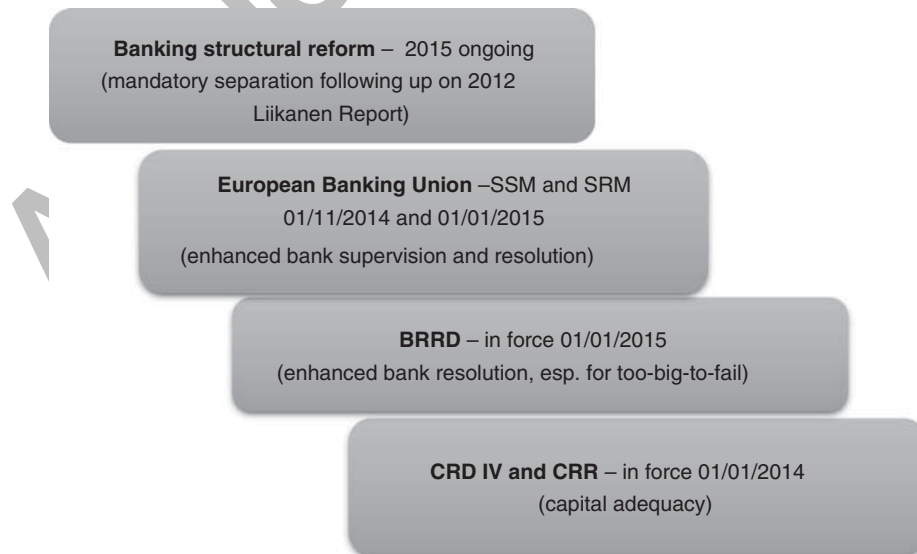 Banking structural reform – 2015 ongoing
(mandatory separation following up on 2012
Liikanen Report)
European Banking Union –SSM and SRM
01/11/2014 and 01/01/2015
(enhanced bank supervision and resolution)
BRRD – in force 01/01/2015
(enhanced bank resolution, esp. for too-big-to-fail)
CRD IV and CRR – in force 01/01/2014
(capital adequacy)